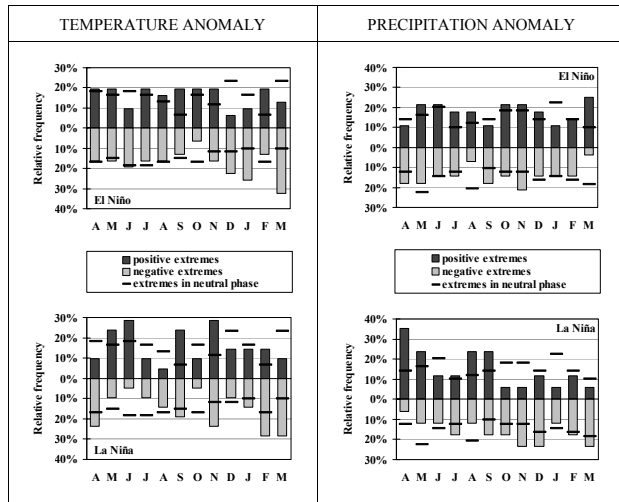 TEMPERATURE ANOMALY
PRECIPITATION ANOMALY
30%
20%
10%
0%
10%
20%
30%
40%
Relative frequency
El Niño
A M J J A S O N D J F M
30%
20%
10%
0%
10%
20%
30%
Relative frequency
El Niño
A M J J A S O N D J F M
positive extremes
negative extremes
extremes in neutral phase
positive extremes
negative extremes
extremes in neutral phase
30%
20%
10%
0%
10%
20%
30%
40%
Relative frequency
La Niña
A M J J A S O N D J F M
40%
30%
20%
10%
0%
10%
20%
30%
Relative frequency
La Niña
A M J J A S O N D J F M